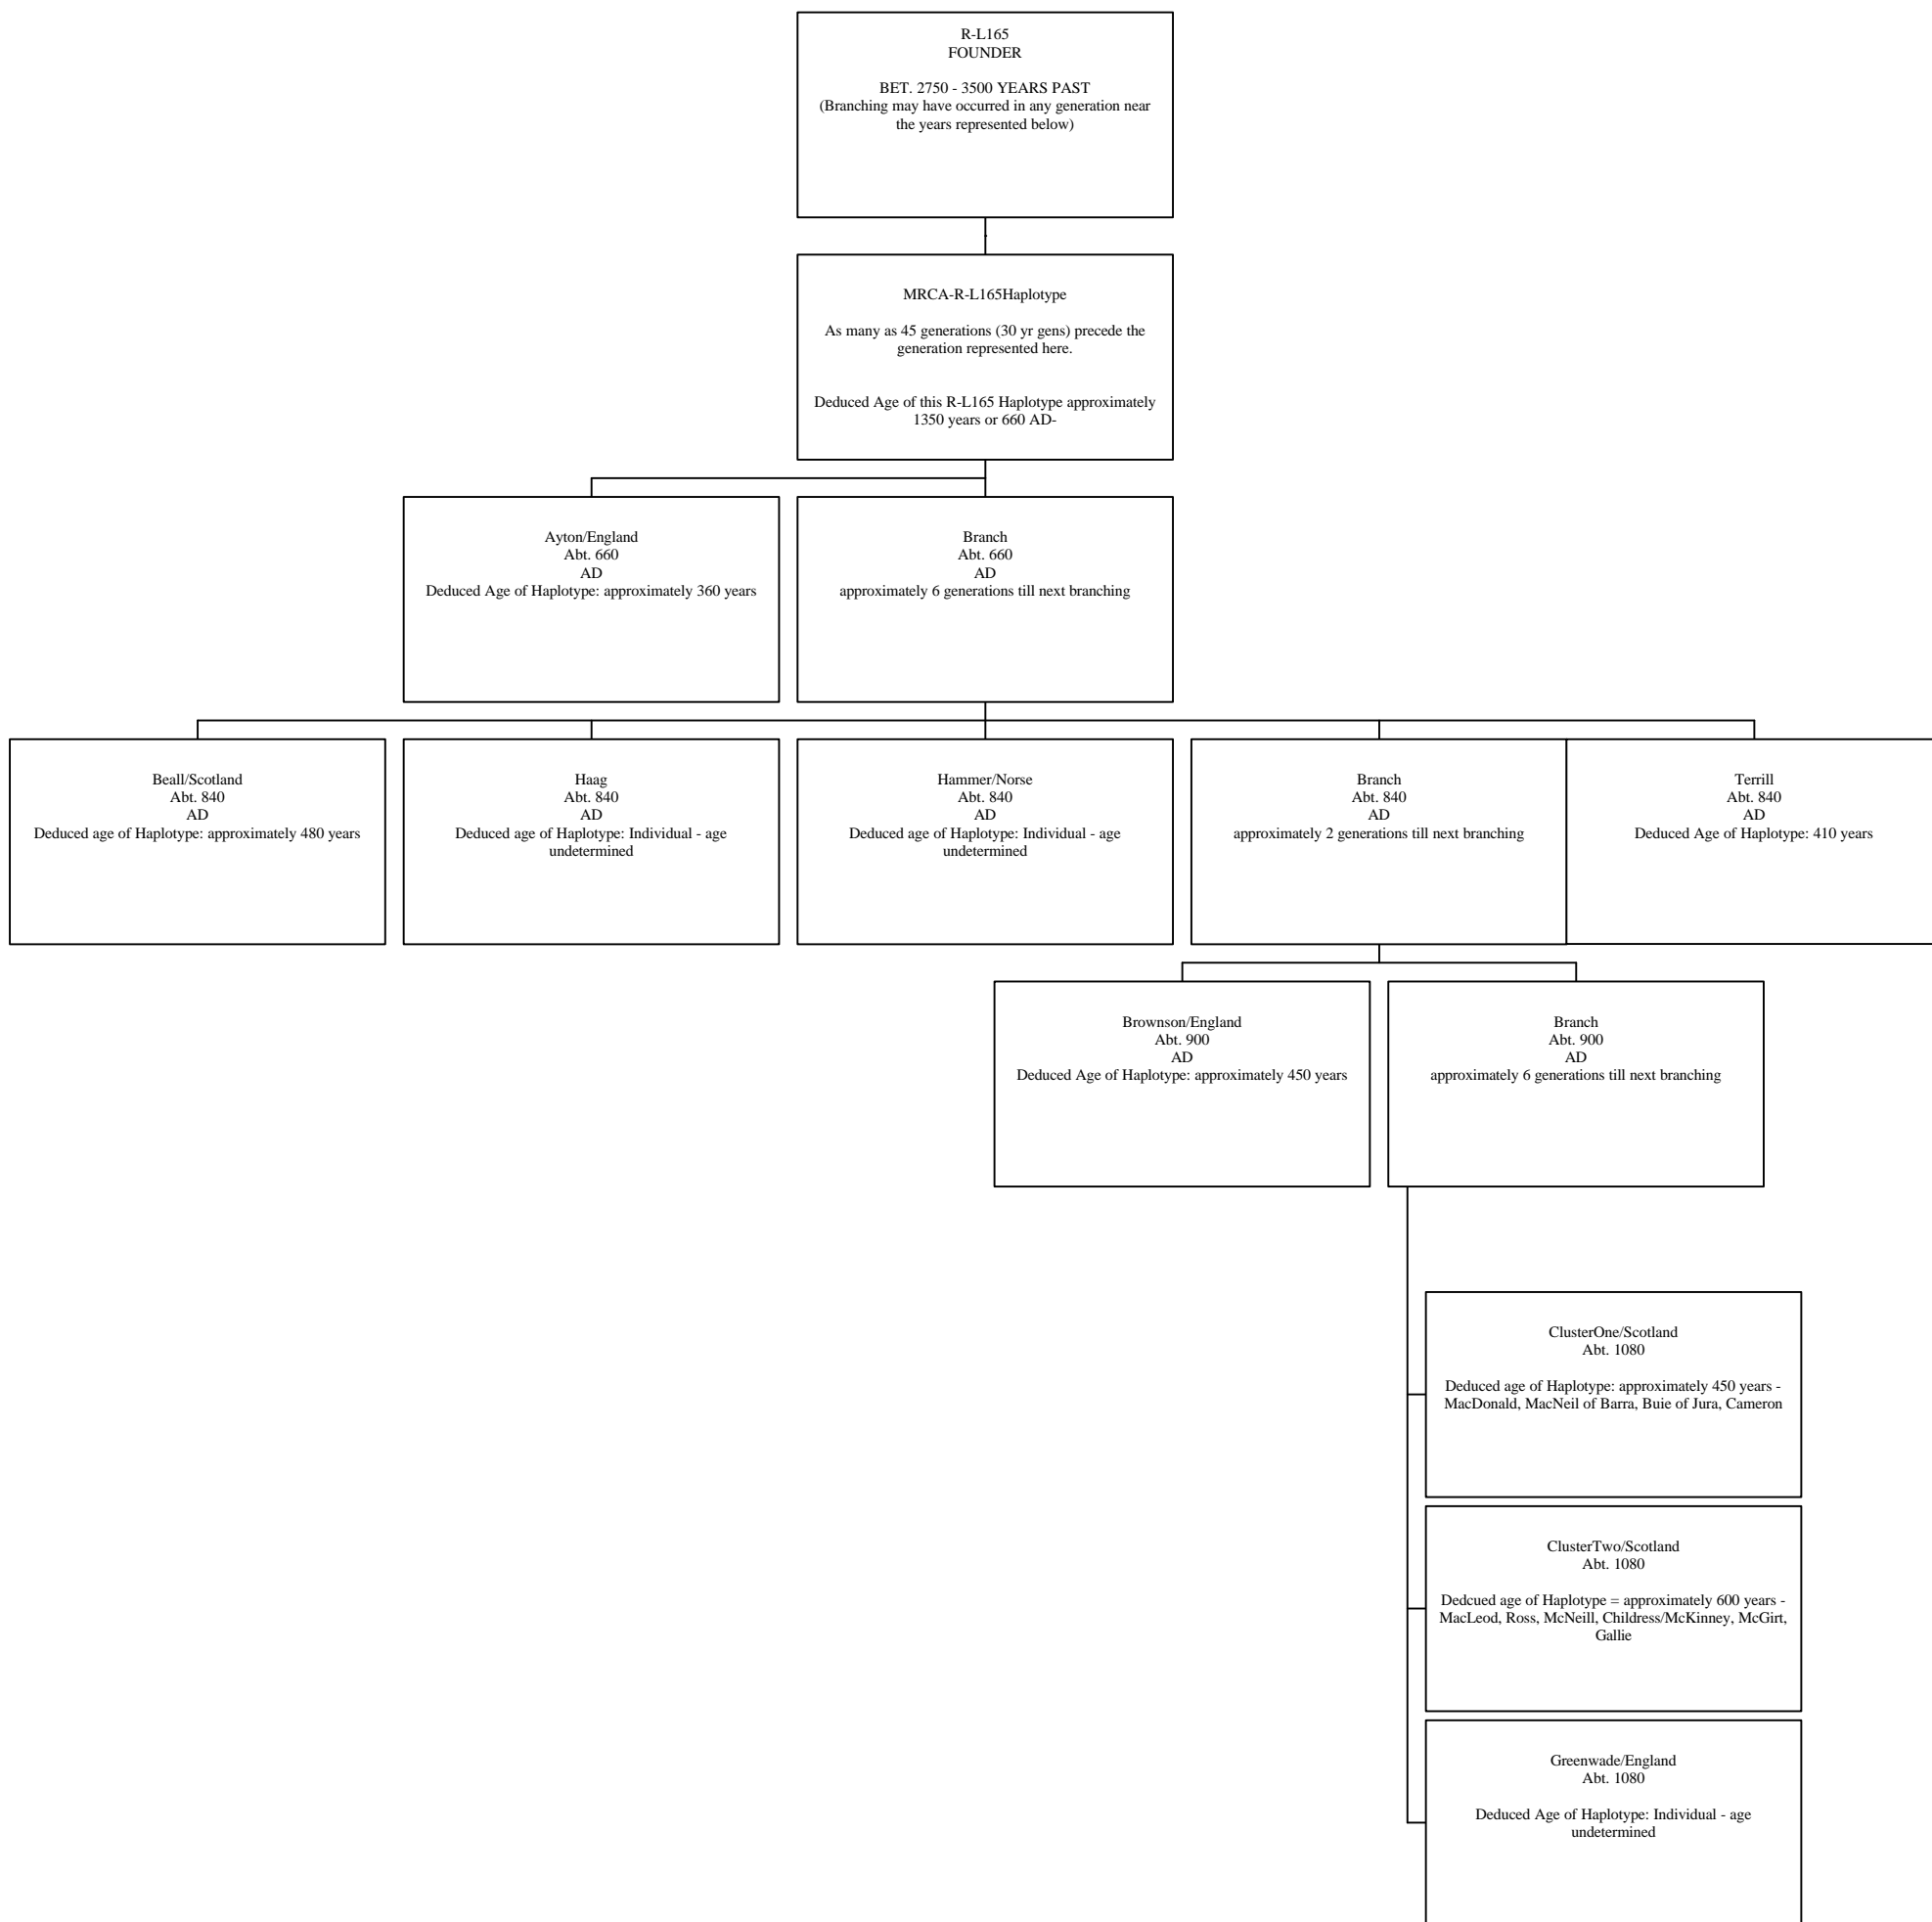 R-L165
FOUNDER
BET. 2750 - 3500 YEARS PAST
(Branching may have occurred in any generation near
the years represented below)
MRCA-R-L165Haplotype
As many as 45 generations (30 yr gens) precede the
generation represented here.
Deduced Age of this R-L165 Haplotype approximately
1350 years or 660 AD-
Ayton/England
Abt. 660
AD
Deduced Age of Haplotype: approximately 360 years
Branch
Abt. 660
AD
approximately 6 generations till next branching
Beall/Scotland
Abt. 840
AD
Deduced age of Haplotype: approximately 480 years
Haag
Abt. 840
AD
Deduced age of Haplotype: Individual - age
undetermined
Hammer/Norse
Abt. 840
AD
Deduced age of Haplotype: Individual - age
undetermined
Branch
Abt. 840
AD
approximately 2 generations till next branching
Terrill
Abt. 840
AD
Deduced Age of Haplotype: 410 years
Brownson/England
Abt. 900
AD
Deduced Age of Haplotype: approximately 450 years
Branch
Abt. 900
AD
approximately 6 generations till next branching
ClusterOne/Scotland
Abt. 1080
Deduced age of Haplotype: approximately 450 years -
MacDonald, MacNeil of Barra, Buie of Jura, Cameron
ClusterTwo/Scotland
Abt. 1080
Dedcued age of Haplotype = approximately 600 years -
MacLeod, Ross, McNeill, Childress/McKinney, McGirt,
Gallie
Greenwade/England
Abt. 1080
Deduced Age of Haplotype: Individual - age
undetermined